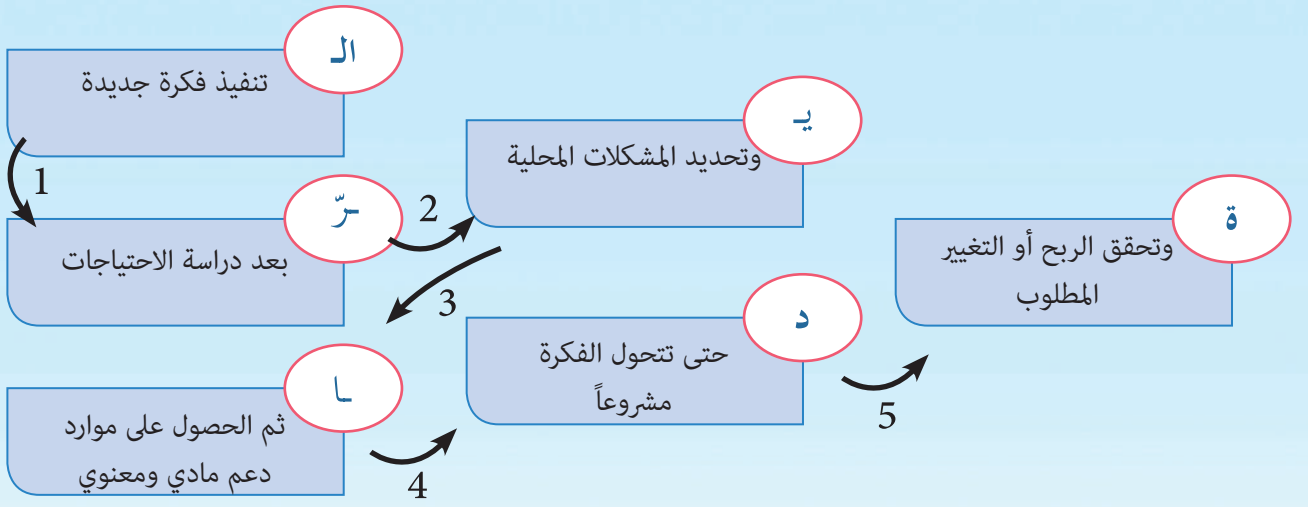 الـ
تنفيذ فكرة جديدة
1
ـرّ
بعد دراسة الاحتياجات
2
يـ
وتحديد المشكلات المحلية
3
ـا
ثم الحصول على موارد
دعم مادي ومعنوي
4
د
حتى تتحول الفكرة
مشروعاً
5
ة
وتحقق الربح أو التغيير
المطلوب